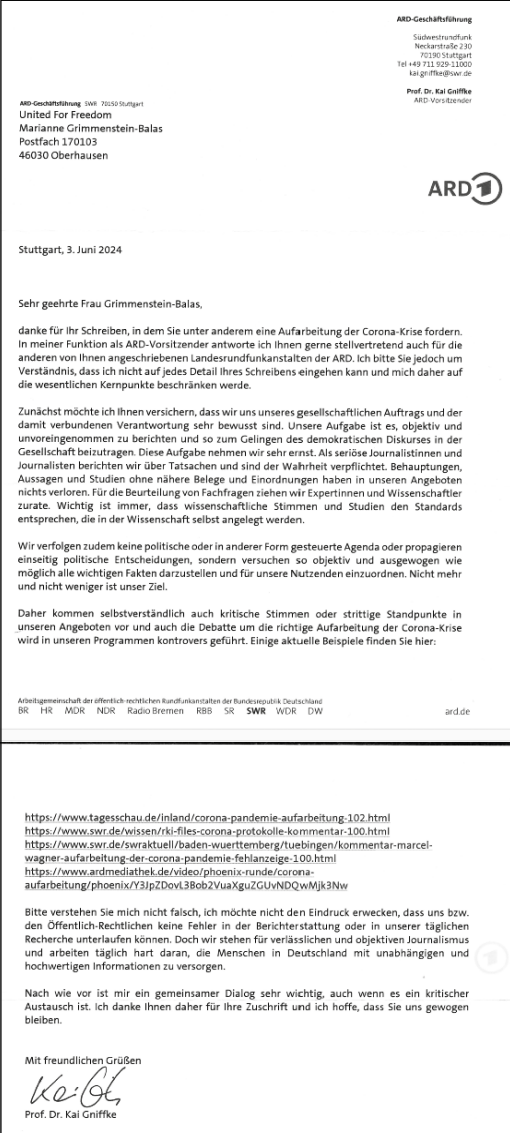 ARD-Geschäftsführung
Südwestrundfunk
Neckarstraße 230
70190 Stuttgart
Tel +49 711 929-11000
kai.gniffke@swr.de
Prof. Dr. Kai Gniffke
ARD-Vorsitzender
ARD-Geschäftsführung SWR 70150 Stuttgart
United For Freedom
Marianne Grimmenstein-Balas
Postfach 170103
46030 Oberhausen
ARD 1
Stuttgart, 3. Juni 2024
Sehr geehrte Frau Grimmenstein-Balas,
danke für Ihr Schreiben, in dem Sie unter anderem eine Aufarbeitung der Corona-Krise fordern.
In meiner Funktion als ARD-Vorsitzender antworte ich Ihnen gerne stellvertretend auch für die
anderen von Ihnen angeschriebenen Landesrundfunkanstalten der ARD. Ich bitte Sie jedoch um
Verständnis, dass ich nicht auf jedes Detail Ihres Schreibens eingehen kann und mich daher auf
die wesentlichen Kernpunkte beschränken werde.
Zunächst möchte ich Ihnen versichern, dass wir uns unseres gesellschaftlichen Auftrags und der
damit verbundenen Verantwortung sehr bewusst sind. Unsere Aufgabe ist es, objektiv und
unvoreingenommen zu berichten und so zum Gelingen des demokratischen Diskurses in der
Gesellschaft beizutragen. Diese Aufgabe nehmen wir sehr ernst. Als seriöse Journalistinnen und
Journalisten berichten wir über Tatsachen und sind der Wahrheit verpflichtet. Behauptungen,
Aussagen und Studien ohne nähere Belege und Einordnungen haben in unseren Angeboten
nichts verloren. Für die Beurteilung von Fachfragen ziehen wir Expertinnen und Wissenschaftler
zurate. Wichtig ist immer, dass wissenschaftliche Stimmen und Studien den Standards
entsprechen, die in der Wissenschaft selbst angelegt werden.
Wir verfolgen zudem keine politische oder in anderer Form gesteuerte Agenda oder propagieren
einseitig politische Entscheidungen, sondern versuchen so objektiv und ausgewogen wie
möglich alle wichtigen Fakten darzustellen und für unsere Nutzenden einzuordnen. Nicht mehr
und nicht weniger ist unser Ziel.
Daher kommen selbstverständlich auch kritische Stimmen oder strittige Standpunkte in
unseren Angeboten vor und auch die Debatte um die richtige Aufarbeitung der Corona-Krise
wird in unseren Programmen kontrovers geführt. Einige aktuelle Beispiele finden Sie hier:
Arbeitsgemeinschaft der öffentlich-rechtlichen Rundfunkanstalten der Bundesrepublik Deutschland
BR HR MDR NDR Radio Bremen RBB SR SWR WDR DW ard.de
https://www.tagesschau.de/inland/corona-pandemie-aufarbeitung-102.html
https://www.swr.de/wissen/rki-files-corona-protokolle-kommentar-100.html
https://www.swr.de/swraktuell/baden-wuerttemberg/tuebingen/kommentar-marcel-
wagner-aufarbeitung-der-corona-pandemie-fehlanzeige-100.html
https://www.ardmediathek.de/video/phoenix-runde/corona-
aufarbeitung/phoenix/Y3JpZDovL3Bob2VuaXguZGUvNDQwMjk3Nw
Bitte verstehen Sie mich nicht falsch, ich möchte nicht den Eindruck erwecken, dass uns bzw.
den Öffentlich-Rechtlichen keine Fehler in der Berichterstattung oder in unserer täglichen
Recherche unterlaufen können. Doch wir stehen für verlässlichen und objektiven Journalismus
und arbeiten täglich hart daran, die Menschen in Deutschland mit unabhängigen und
hochwertigen Informationen zu versorgen.
Nach wie vor ist mir ein gemeinsamer Dialog sehr wichtig, auch wenn es ein kritischer
Austausch ist. Ich danke Ihnen daher für Ihre Zuschrift und ich hoffe, dass Sie uns gewogen
bleiben.
Mit freundlichen Grüßen
Prof. Dr. Kai Gniffke